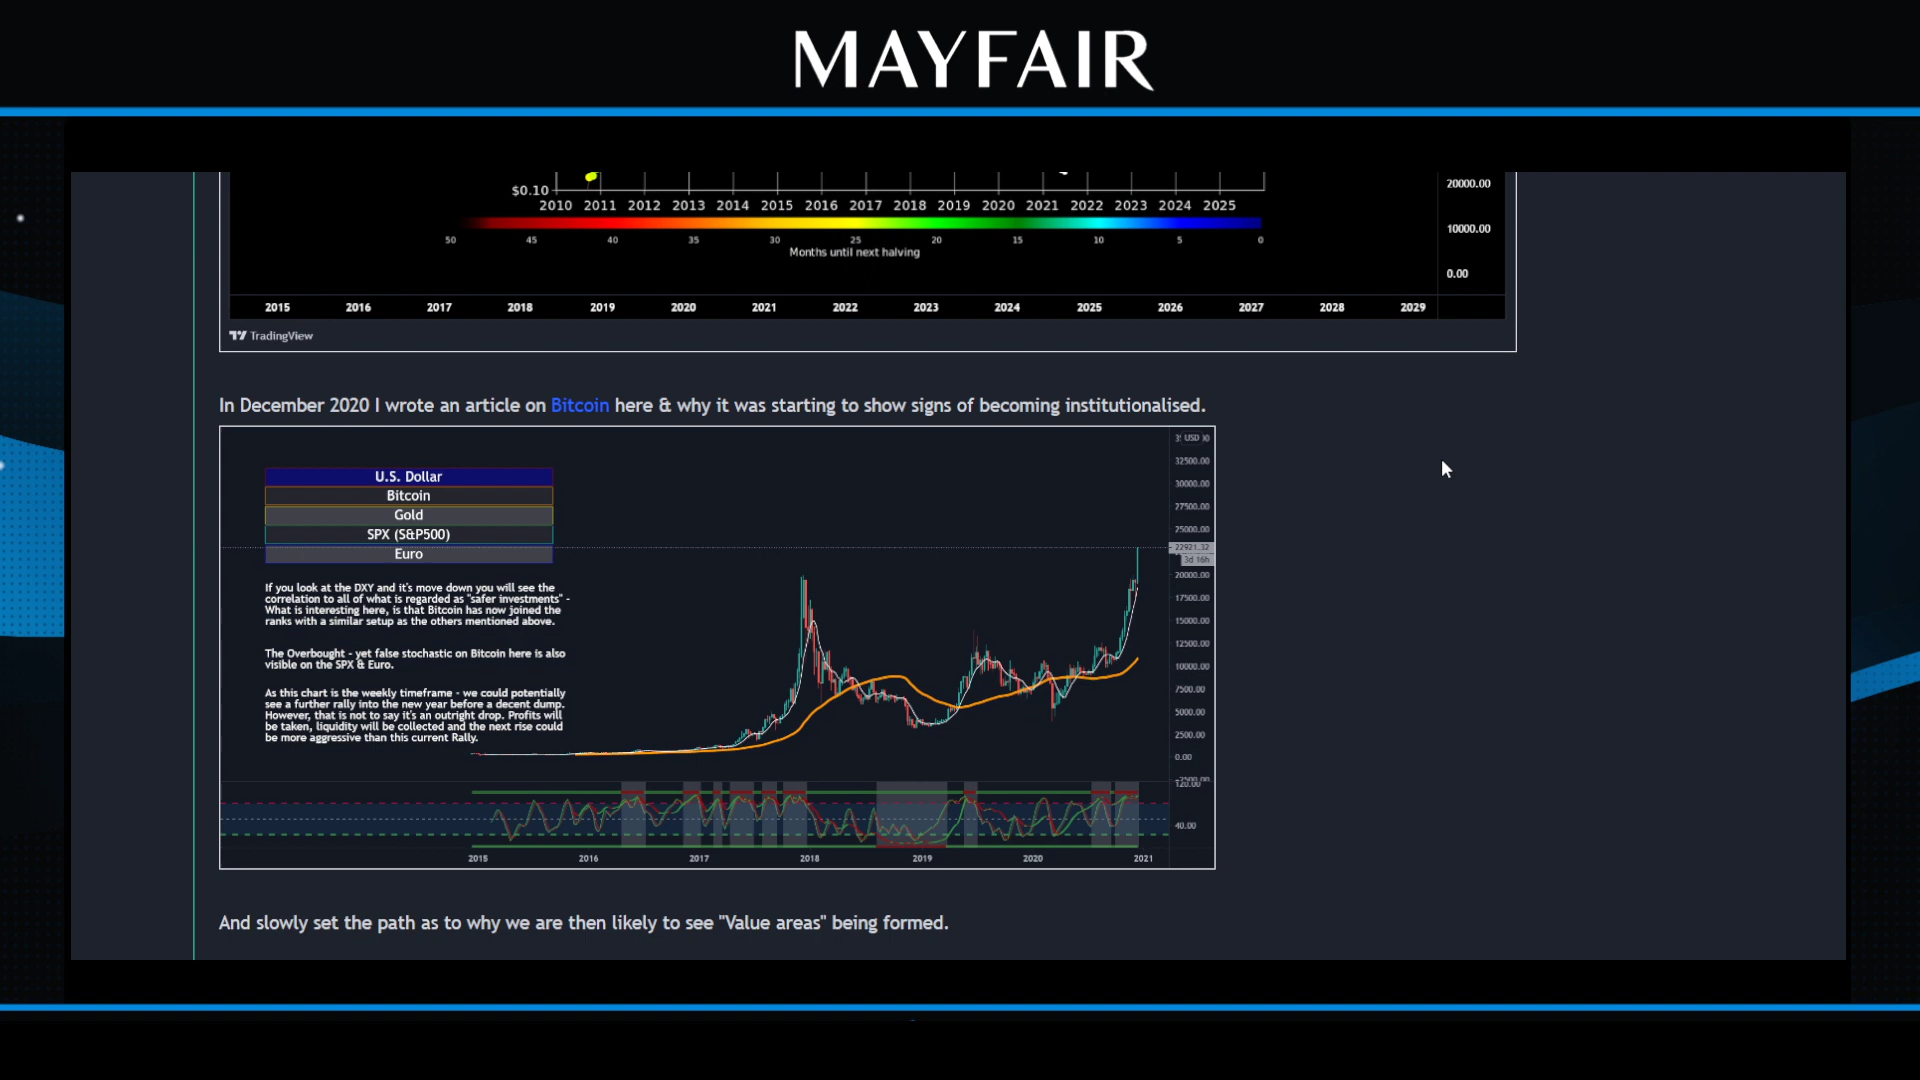 MAYFAIR
$0.10
20000.00
2010 2011 2012 2013 2014 2015 2016 2017 2018 2019 2020 2021 2022 2023 2024 2025
10000.00
50 45 40 35 30 25 20 15 10 5 0
Months until next halving
0.00
2015 2016 2017 2018 2019 2020 2021 2022 2023 2024 2025 2026 2027 2028 2029
TradingView
In December 2020 I wrote an article on Bitcoin here & why it was starting to show signs of becoming institutionalised.
USD
32500.00
30000.00
27500.00
25000.00
22921.32
3d 16h
20000.00
17500.00
15000.00
12500.00
10000.00
7500.00
5000.00
2500.00
0.00
U.S. Dollar
Bitcoin
Gold
SPX (S&P500)
Euro
If you look at the DXY and it's move down you will see the
correlation to all of what is regarded as "safer investments" -
What is interesting here, is that Bitcoin has now joined the
ranks with a similar setup as the others mentioned above.
The Overbought - yet false stochastic on Bitcoin here is also
visible on the SPX & Euro.
As this chart is the weekly timeframe - we could potentially
see a further rally into the new year before a decent dump.
However, that is not to say it's an outright drop. Profits will
be taken, liquidity will be collected and the next rise could
be more aggressive than this current Rally.
120.00
40.00
2015 2016 2017 2018 2019 2020 2021
And slowly set the path as to why we are then likely to see "Value areas" being formed.